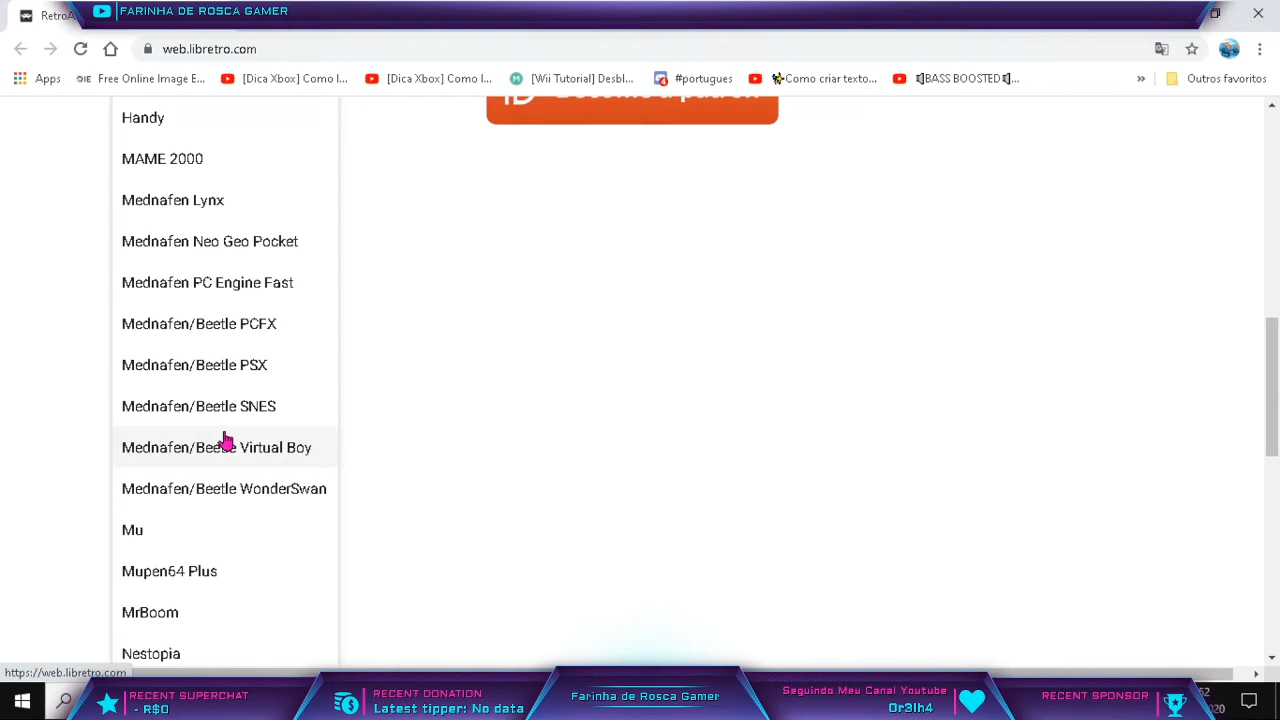 FARINHA DE ROSCA GAMER
web.libretro.com
Apps Free Online Image E... [Dica Xbox] Como I... [Dica Xbox] Como I... [Wii Tutorial] Desbl... #portugues Como criar texto... BASS BOOSTED ... » Outros favoritos
Handy
MAME 2000
Mednafen Lynx
Mednafen Neo Geo Pocket
Mednafen PC Engine Fast
Mednafen/Beetle PCFX
Mednafen/Beetle PSX
Mednafen/Beetle SNES
Mednafen/Beetle Virtual Boy
Mednafen/Beetle WonderSwan
Mu
Mupen64 Plus
MrBoom
Nestopia
https://web.libretro.com
RECENT SUPERCHAT
- R$0
RECENT DONATION
Latest tipper: No data
Farinha de Rosca Gamer
Seguindo Meu Canal Youtube
0r3lh4
RECENT SPONSOR